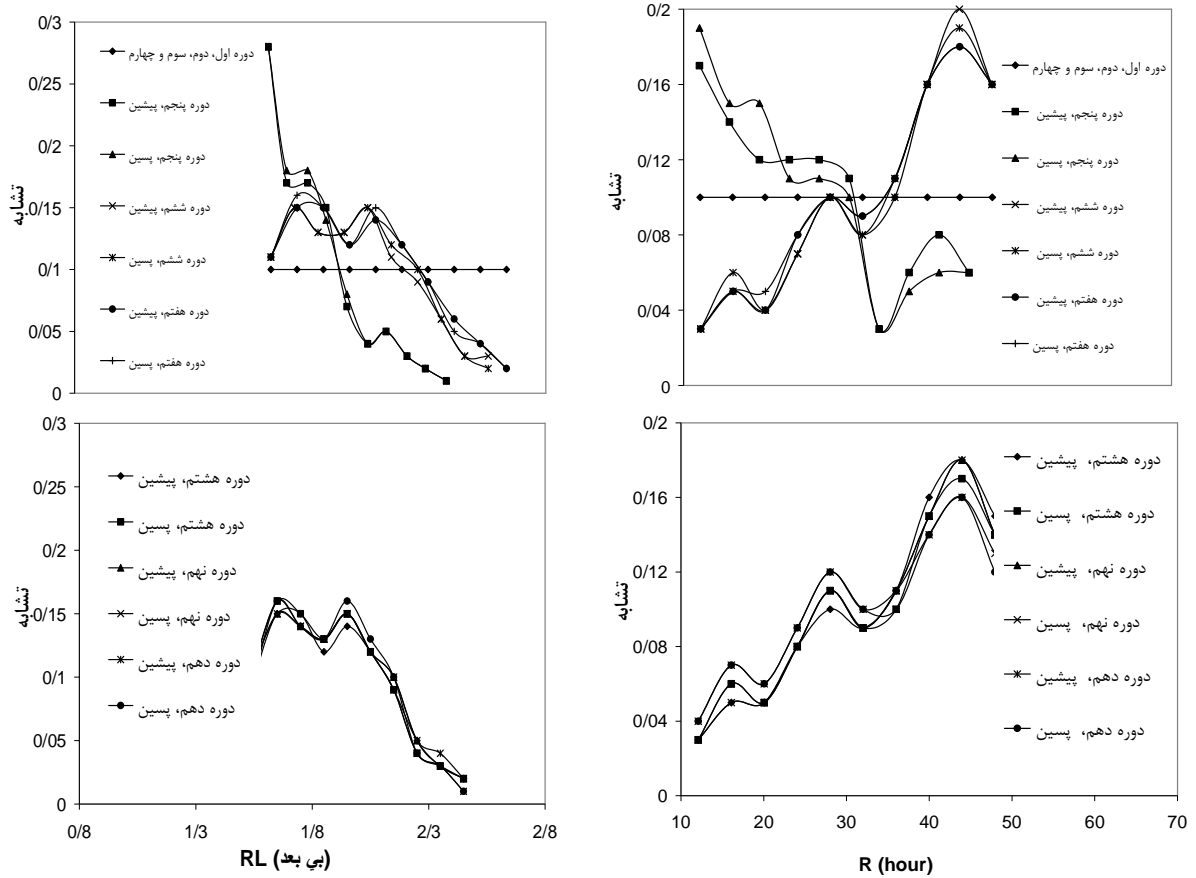 0/3
0/25
0/2
0/15
0/1
0/05
0
تشابه
دوره اول، دوم، سوم و چهارم
دوره پنجم، پیشین
دوره پنجم، پسین
دوره ششم، پیشین
دوره ششم، پسین
دوره هفتم، پیشین
دوره هفتم، پسین
0/2
0/16
0/12
0/08
0/04
0
تشابه
دوره اول، دوم، سوم و چهارم
دوره پنجم، پیشین
دوره پنجم، پسین
دوره ششم، پیشین
دوره ششم، پسین
دوره هفتم، پیشین
دوره هفتم، پسین
0/3
0/25
0/2
0/15
0/1
0/05
0
تشابه
دوره هشتم، پیشین
دوره هشتم، پسین
دوره نهم، پیشین
دوره نهم، پسین
دوره دهم، پیشین
دوره دهم، پسین
0/8 1/3 1/8 2/3 2/8
RL (بي بعد)
0/2
0/16
0/12
0/08
0/04
0
تشابه
دوره هشتم، پیشین
دوره هشتم، پسین
دوره نهم، پیشین
دوره نهم، پسین
دوره دهم، پیشین
دوره دهم، پسین
10 20 30 40 50 60 70
R (hour)